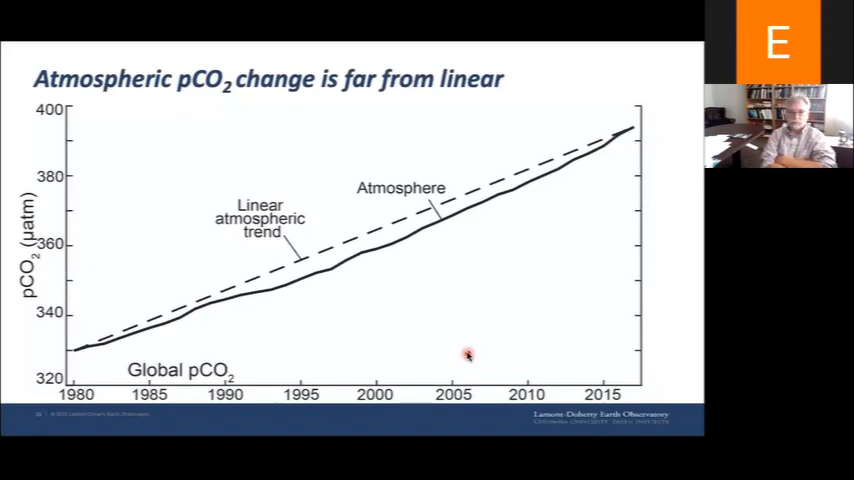 Atmospheric pCO₂ change is far from linear
E
400
380
360
340
320
pCO₂ (µatm)
Atmosphere
Linear
atmospheric
trend
Global pCO₂
1980 1985 1990 1995 2000 2005 2010 2015
Lamont-Doherty Earth Observatory
Columbia University Earth Institute